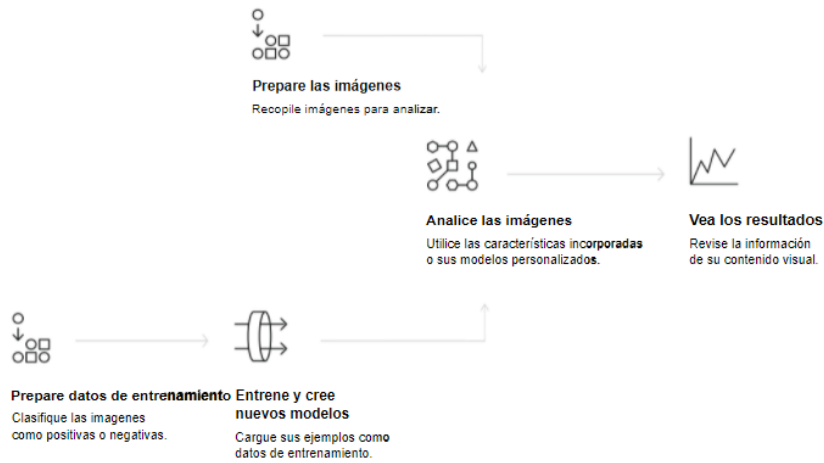 Prepare las imágenes
Recopile imágenes para analizar.
Analice las imágenes
Utilice las características incorporadas
o sus modelos personalizados.
Vea los resultados
Revise la información
de su contenido visual.
Prepare datos de entrenamiento
Clasifique las imagenes
como positivas o negativas.
Entrene y cree
nuevos modelos
Cargue sus ejemplos como
datos de entrenamiento.